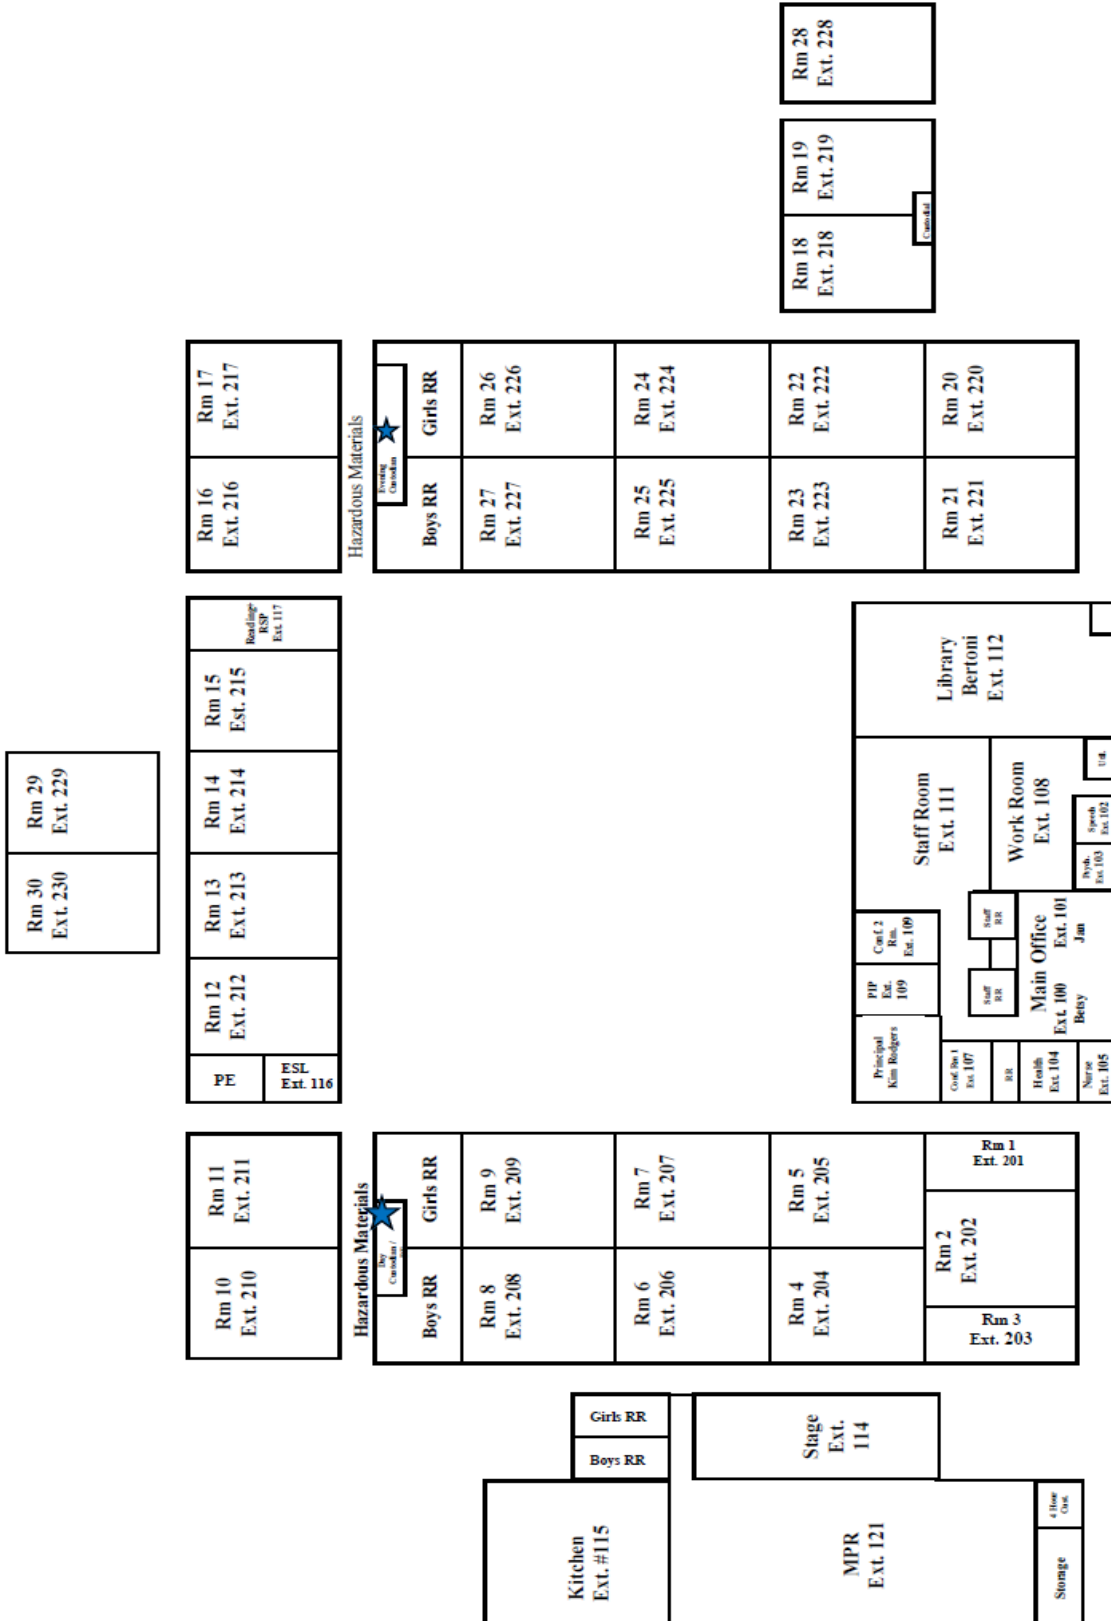 Rm 28
Ext. 228
Rm 19
Ext. 219
Rm 18
Ext. 218
Custodial
Rm 17
Ext. 217
Rm 16
Ext. 216
Hazardous Materials
Evening
Custodian
Girls RR
Boys RR
Rm 26
Ext. 226
Rm 27
Ext. 227
Rm 24
Ext. 224
Rm 25
Ext. 225
Rm 22
Ext. 222
Rm 23
Ext. 223
Rm 20
Ext. 220
Rm 21
Ext. 221
Rm 29
Ext. 229
Rm 30
Ext. 230
Reading
RSP
Ext. 117
Rm 15
Est. 215
Rm 14
Ext. 214
Rm 13
Ext. 213
Rm 12
Ext. 212
PE
ESL
Ext. 116
Library
Bertoni
Ext. 112
Staff Room
Ext. 111
Work Room
Ext. 108
Util.
Speech
Ext. 102
Psych.
Ext. 103
Conf. 2
Rm.
Ext. 109
PIP
Ext.
109
Staff
RR
Staff
RR
Main Office
Ext. 100
Ext. 101
Betsy
Jan
Principal
Kim Rodgers
Conf. Rm 1
Ext. 107
RR
Health
Ext. 104
Nurse
Ext. 105
Rm 11
Ext. 211
Rm 10
Ext. 210
Hazardous Materials
Day
Custodian /
Girls RR
Boys RR
Rm 9
Ext. 209
Rm 8
Ext. 208
Rm 7
Ext. 207
Rm 6
Ext. 206
Rm 5
Ext. 205
Rm 4
Ext. 204
Rm 1
Ext. 201
Rm 2
Ext. 202
Rm 3
Ext. 203
Girls RR
Boys RR
Stage
Ext.
114
Kitchen
Ext. #115
MPR
Ext. 121
4 Hour
Cust.
Storage